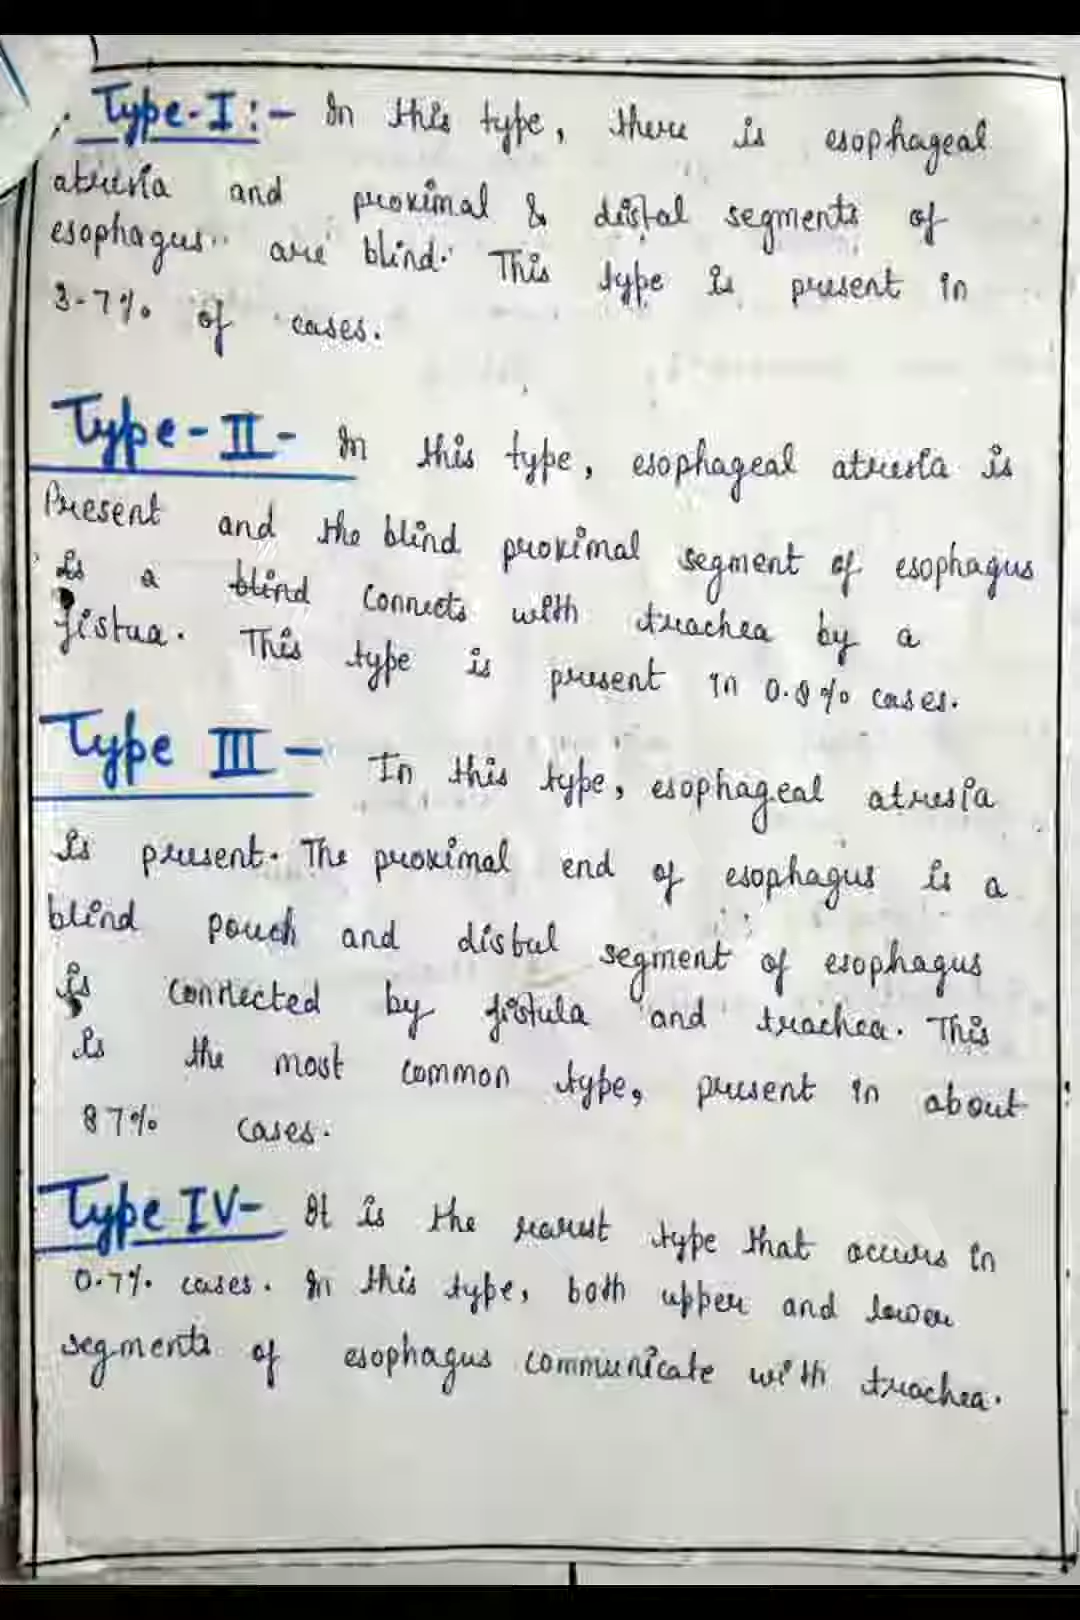 Type-I:- In this type, there is esophageal
atresia and proximal & distal segments of
esophagus are blind. This type is present in
3-7% of cases.
Type-II- In this type, esophageal atresia is
Present and the blind proximal segment of esophagus
is a blind connects with trachea by a
fistua. This type is present in 0.8% cases.
Type III- In this type, esophageal atresia
is present. The proximal end of esophagus is a
blind pouch and distal segment of esophagus
is connected by fistula and trachea. This
is the most common type, present in about
87% cases.
Type IV- It is the rarest type that occurs in
0.7%. cases. In this type, both upper and lower
segments of esophagus communicate with trachea.